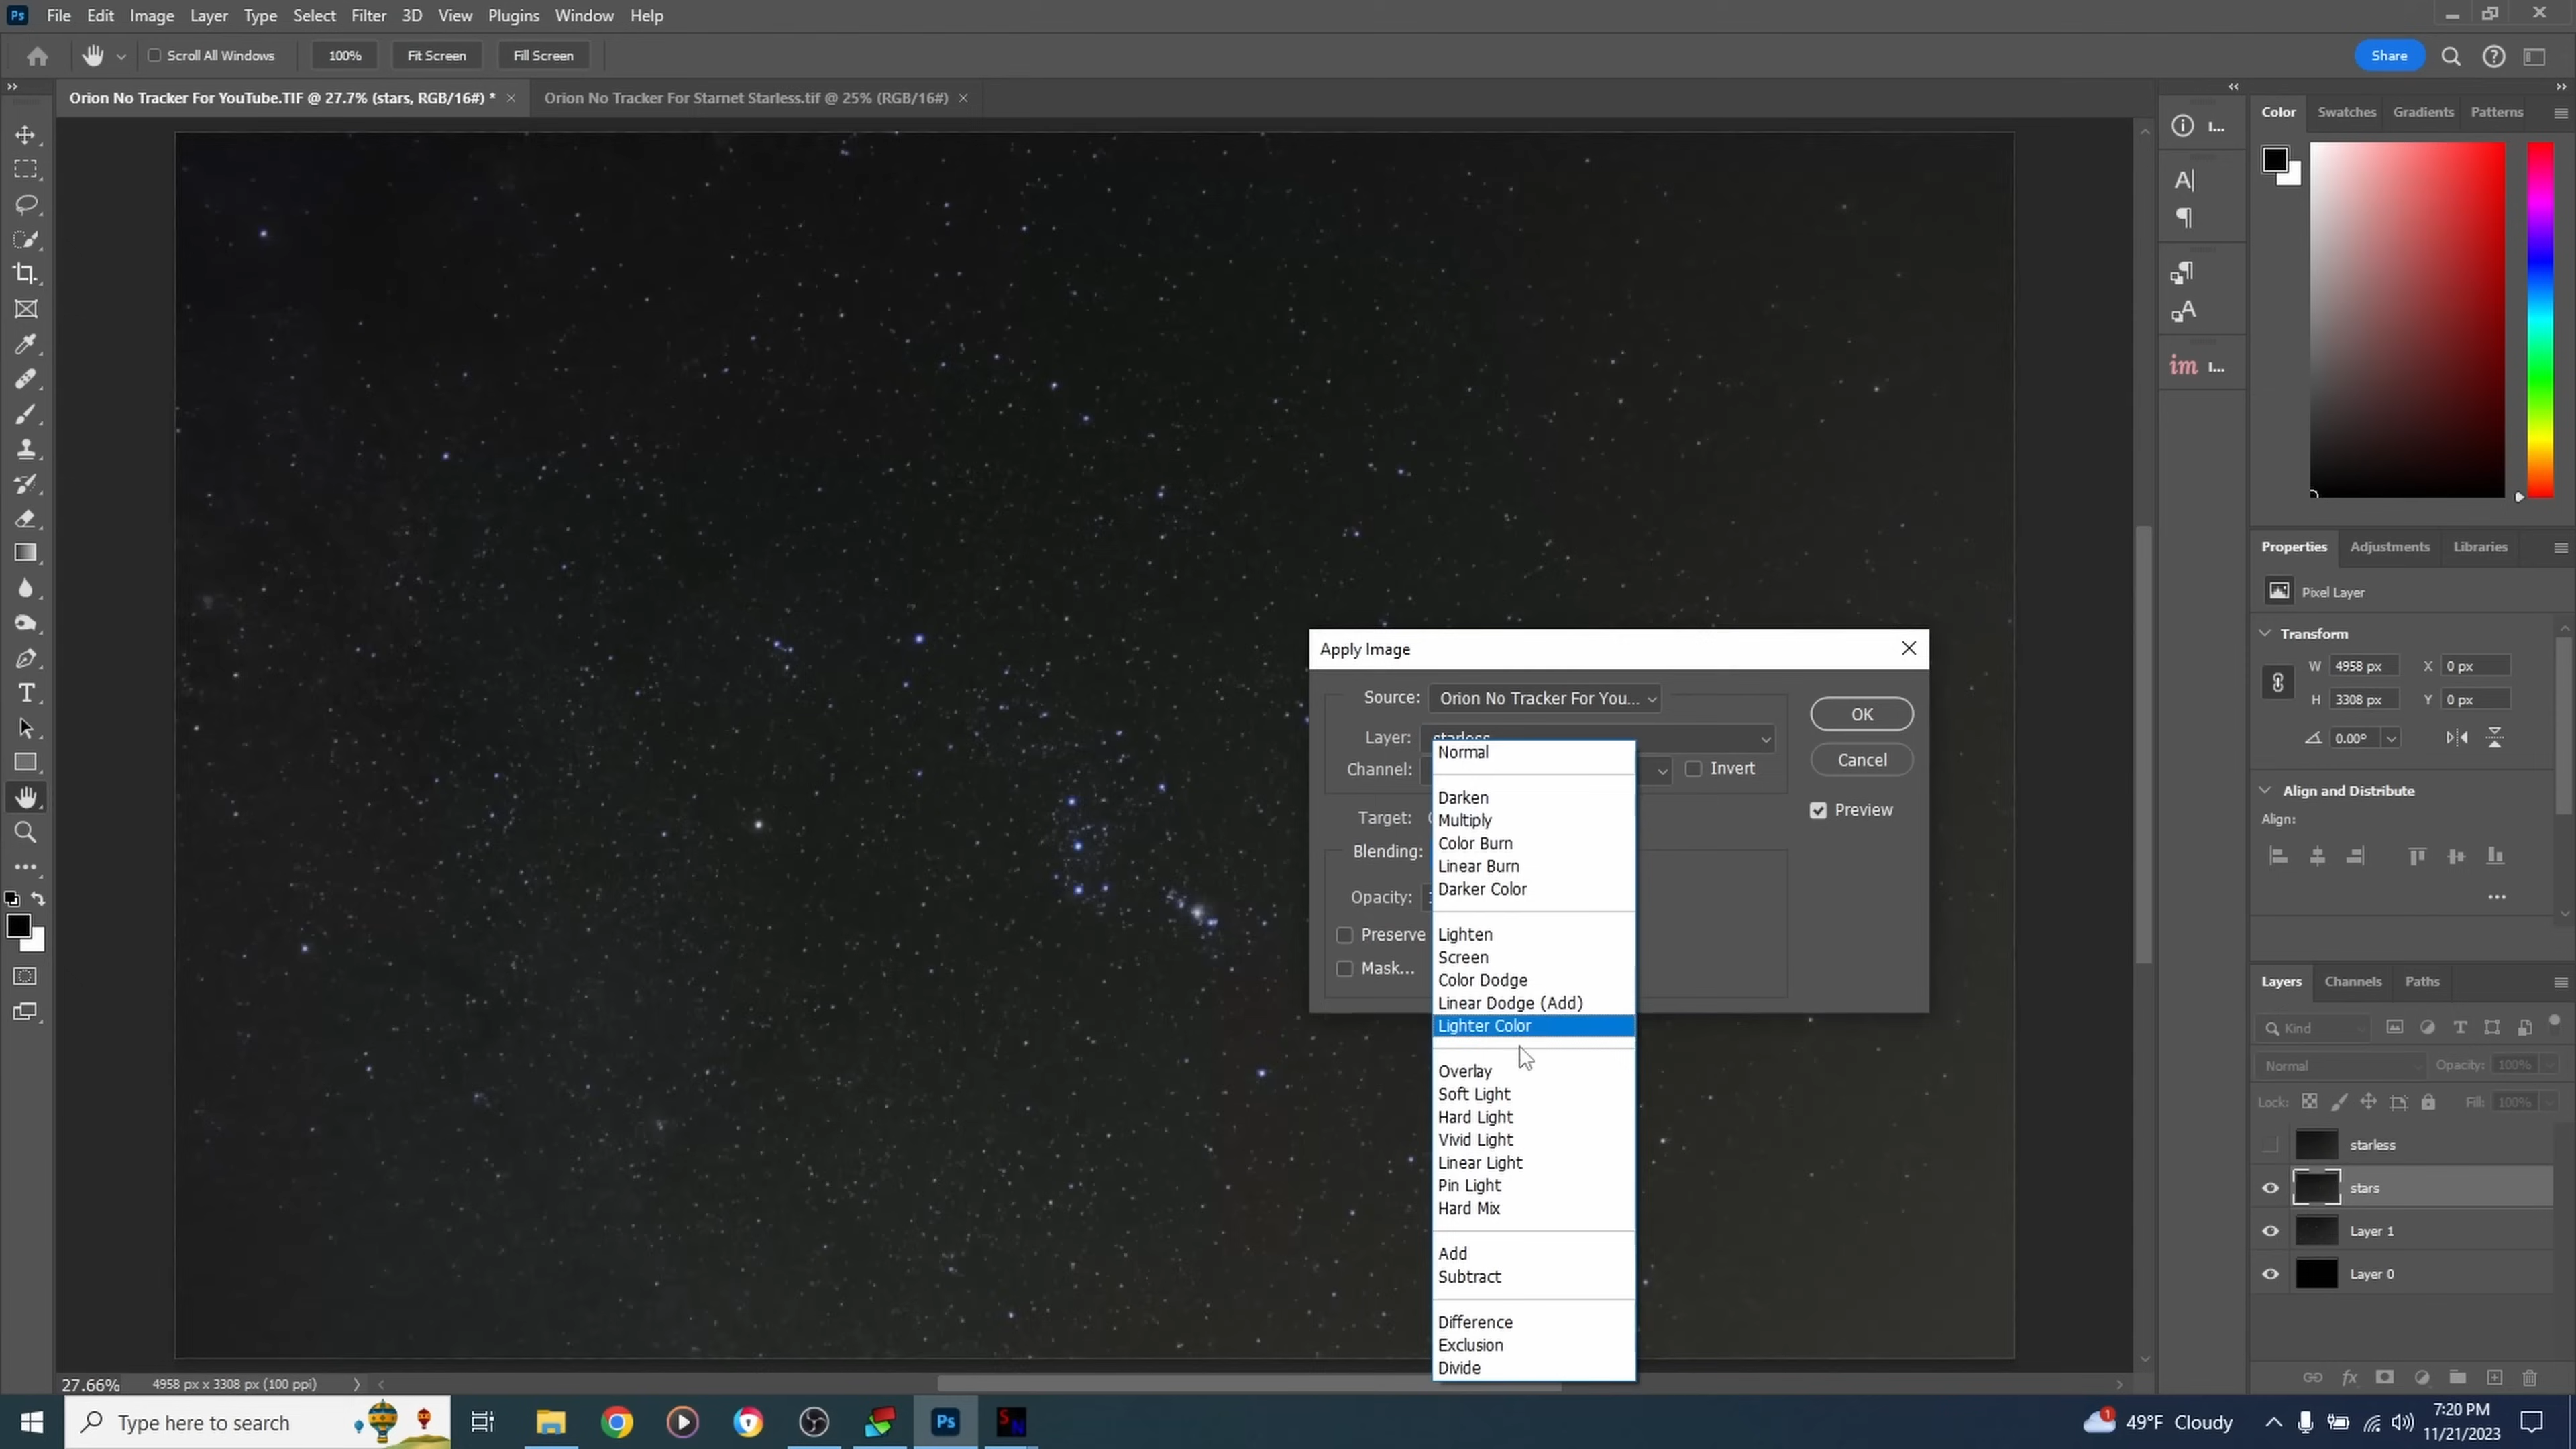 Ps File Edit Image Layer Type Select Filter 3D View Plugins Window Help
Scroll All Windows 100% Fit Screen Fill Screen Share
Orion No Tracker For YouTube.TIF @ 27.7% (stars, RGB/16#) * × Orion No Tracker For Starnet Starless.tif @ 25% (RGB/16#) ×
Color Swatches Gradients Patterns
I...
A|
im I...
Properties Adjustments Libraries
Pixel Layer
Transform
W 4958 px X 0 px
H 3308 px Y 0 px
0.00°
Align and Distribute
Align:
Apply Image
Source: Orion No Tracker For You...
Layer: starless
Channel: Invert
Target:
Blending:
Opacity:
Preserve
Mask...
OK
Cancel
Preview
Normal
Darken
Multiply
Color Burn
Linear Burn
Darker Color
Lighten
Screen
Color Dodge
Linear Dodge (Add)
Lighter Color
Overlay
Soft Light
Hard Light
Vivid Light
Linear Light
Pin Light
Hard Mix
Add
Subtract
Difference
Exclusion
Divide
Layers Channels Paths
Kind
Normal Opacity: 100%
Lock: Fill: 100%
starless
stars
Layer 1
Layer 0
fx
27.66% 4958 px x 3308 px (100 ppi)
Type here to search
Ps
S
N
1
49°F Cloudy
7:20 PM
11/21/2023